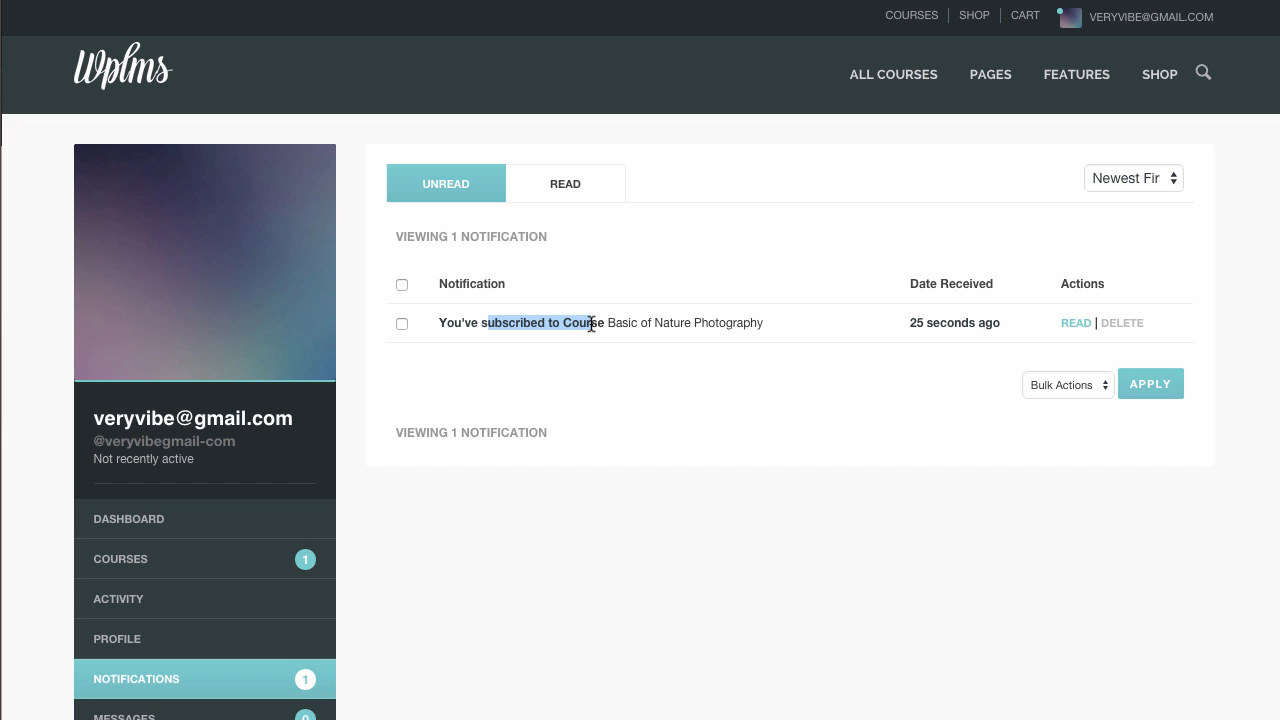 COURSES SHOP CART VERYVIBE@GMAIL.COM
Wplms
ALL COURSES PAGES FEATURES SHOP
UNREAD READ Newest Fir
VIEWING 1 NOTIFICATION
Notification Date Received Actions
You've subscribed to Course Basic of Nature Photography 25 seconds ago READ | DELETE
Bulk Actions APPLY
VIEWING 1 NOTIFICATION
veryvibe@gmail.com
@veryvibegmail-com
Not recently active
DASHBOARD
COURSES 1
ACTIVITY
PROFILE
NOTIFICATIONS 1
MESSAGES 0